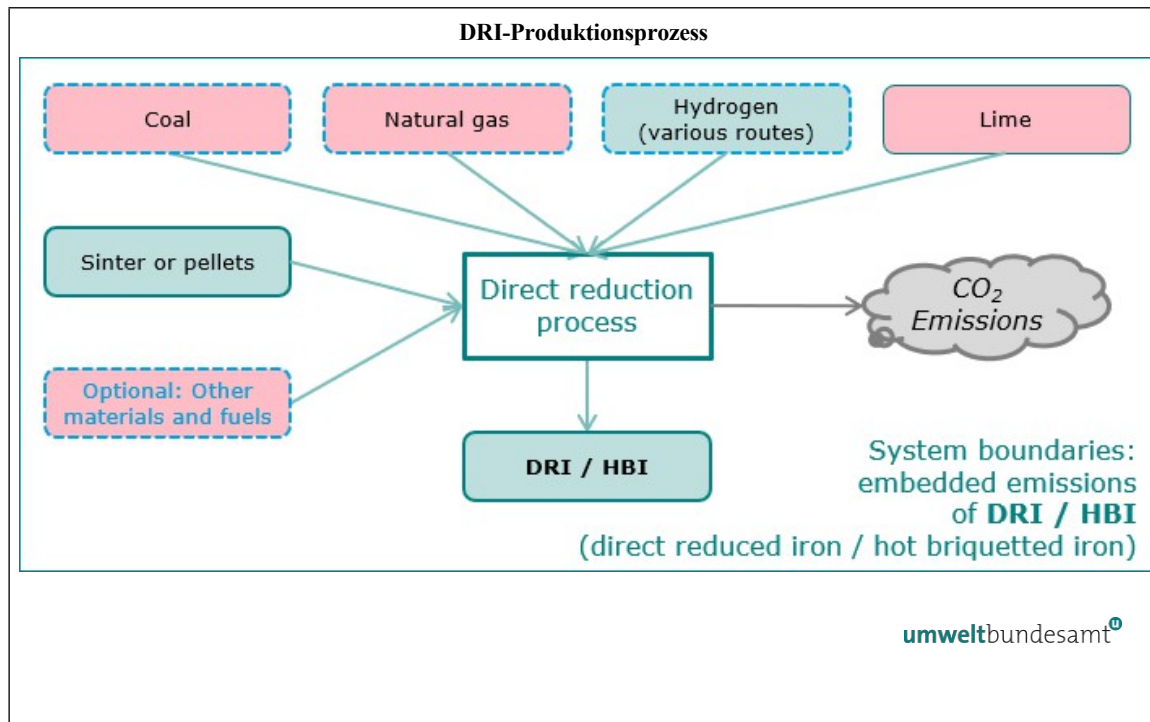 DRI-Produktionsprozess
Coal
Natural gas
Hydrogen
(various routes)
Lime
Sinter or pellets
Direct reduction
process
CO₂
Emissions
Optional: Other
materials and fuels
DRI / HBI
System boundaries:
embedded emissions
of DRI / HBI
(direct reduced iron / hot briquetted iron)
umweltbundesamt
u